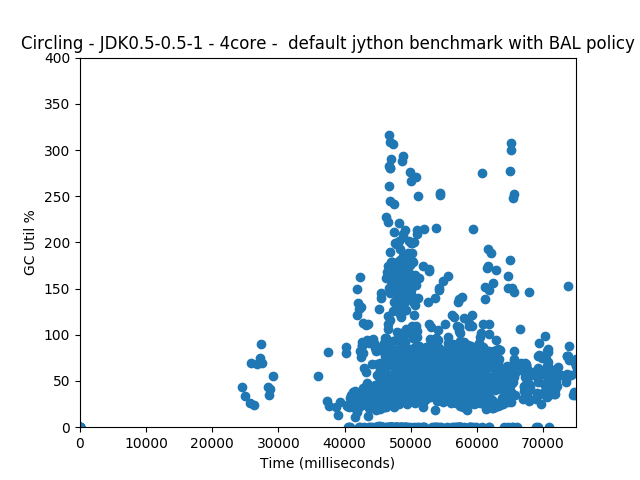 Circling - JDK0.5-0.5-1 - 4core -  default jython benchmark with BAL policy
400
350
300
250
200
150
100
50
0
GC Util %
0 10000 20000 30000 40000 50000 60000 70000
Time (milliseconds)